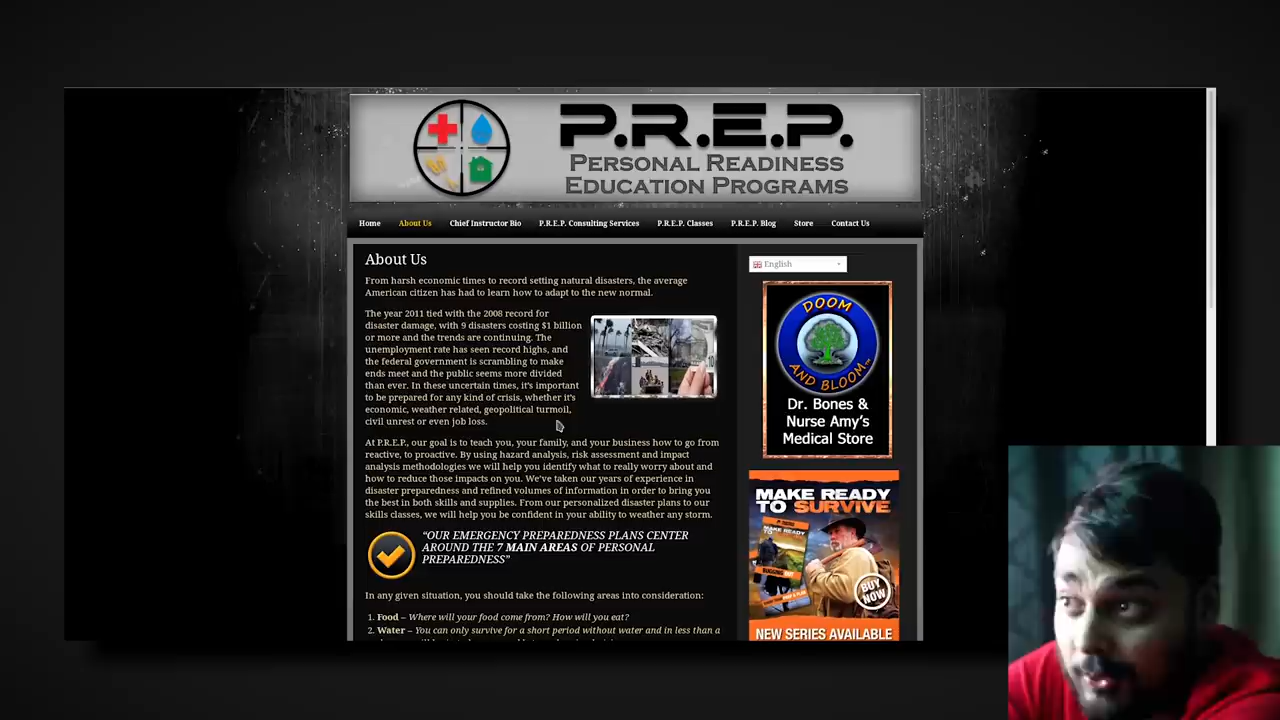 P.R.E.P.
PERSONAL READINESS
EDUCATION PROGRAMS
Home
About Us
Chief Instructor Bio
P.R.E.P. Consulting Services
P.R.E.P. Classes
P.R.E.P. Blog
Store
Contact Us
About Us
From harsh economic times to record setting natural disasters, the average
American citizen has had to learn how to adapt to the new normal.
The year 2011 tied with the 2008 record for
disaster damage, with 9 disasters costing $1 billion
or more and the trends are continuing. The
unemployment rate has seen record highs, and
the federal government is scrambling to make
ends meet and the public seems more divided
than ever. In these uncertain times, it's important
to be prepared for any kind of crisis, whether it's
economic, weather related, geopolitical turmoil,
civil unrest or even job loss.
At P.R.E.P., our goal is to teach you, your family, and your business how to go from
reactive, to proactive. By using hazard analysis, risk assessment and impact
analysis methodologies we will help you identify what to really worry about and
how to reduce those impacts on you. We've taken our years of experience in
disaster preparedness and refined volumes of information in order to bring you
the best in both skills and supplies. From our personalized disaster plans to our
skills classes, we will help you be confident in your ability to weather any storm.
"OUR EMERGENCY PREPAREDNESS PLANS CENTER
AROUND THE 7 MAIN AREAS OF PERSONAL
PREPAREDNESS"
In any given situation, you should take the following areas into consideration:
1. Food – Where will your food come from? How will you eat?
2. Water – You can only survive for a short period without water and in less than a
English
DOOM
AND BLOOM™
Dr. Bones &
Nurse Amy's
Medical Store
MAKE READY
TO SURVIVE
MAKE READY
TO SURVIVE
BUGGING OUT
BUY
NOW
NEW SERIES AVAILABLE